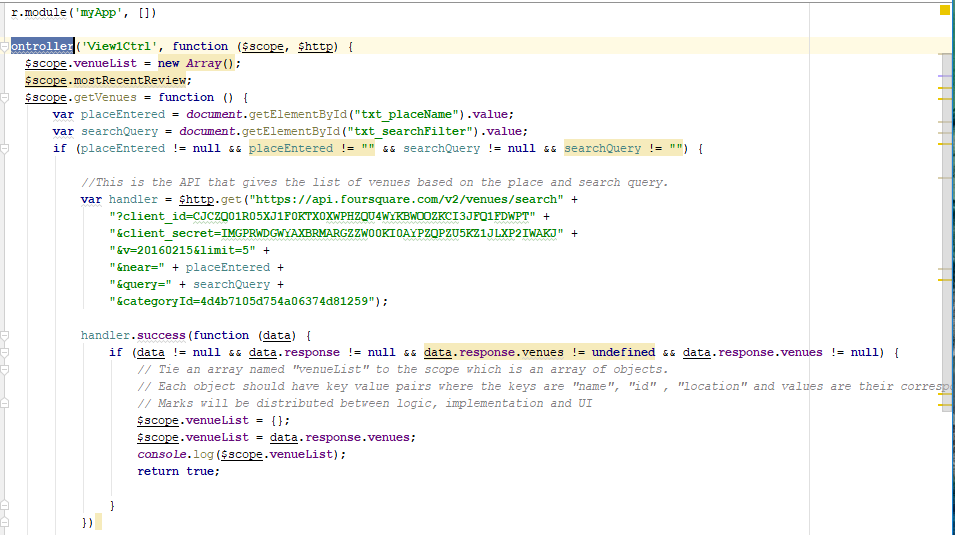 r.module('myApp', [])
ontroller('View1Ctrl', function ($scope, $http) {
$scope.venueList = new Array();
$scope.mostRecentReview;
$scope.getVenues = function () {
var placeEntered = document.getElementById("txt_placeName").value;
var searchQuery = document.getElementById("txt_searchFilter").value;
if (placeEntered != null && placeEntered != "" && searchQuery != null && searchQuery != "") {
//This is the API that gives the list of venues based on the place and search query.
var handler = $http.get("https://api.foursquare.com/v2/venues/search" +
"?client_id=CJCZQ01R05XJ1F0KTX0XWPHZQU4WYKBWOOZKCI3JFQ1FDWPT" +
"&client_secret=IMGPRWDGWYAXBRMARGZZW00KI0AYPZQPZU5KZ1JLXP2IWAKJ" +
"&v=20160215&limit=5" +
"&near=" + placeEntered +
"&query=" + searchQuery +
"&categoryId=4d4b7105d754a06374d81259");
handler.success(function (data) {
if (data != null && data.response != null && data.response.venues != undefined && data.response.venues != null) {
// Tie an array named "venueList" to the scope which is an array of objects.
// Each object should have key value pairs where the keys are "name", "id" , "location" and values are their corresp
// Marks will be distributed between logic, implementation and UI
$scope.venueList = {};
$scope.venueList = data.response.venues;
console.log($scope.venueList);
return true;
}
})